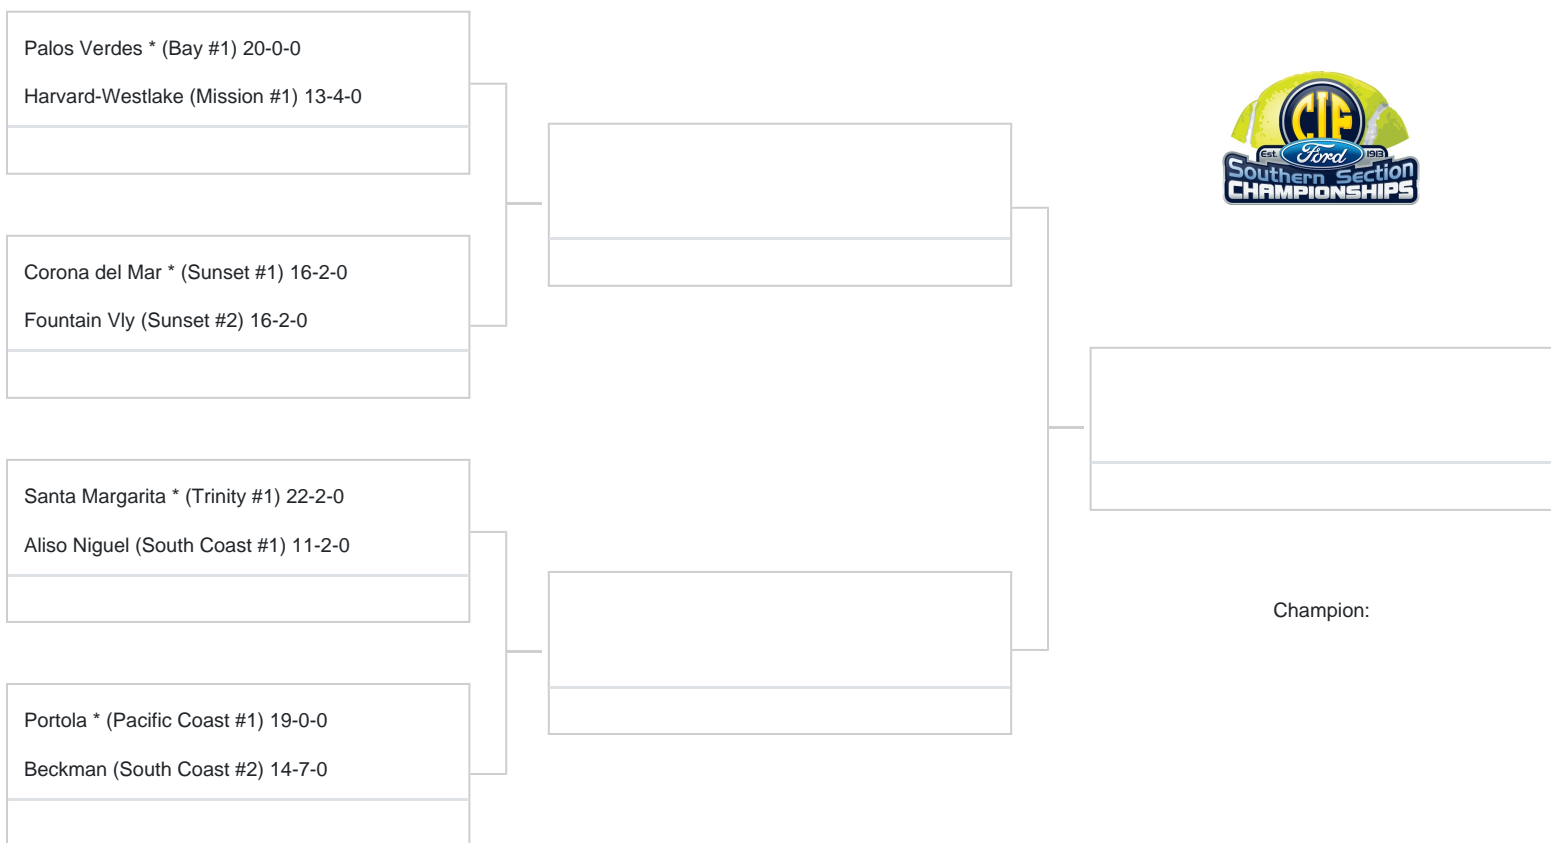 Palos Verdes * (Bay #1) 20-0-0
Harvard-Westlake (Mission #1) 13-4-0
Corona del Mar * (Sunset #1) 16-2-0
Fountain Vly (Sunset #2) 16-2-0
Santa Margarita * (Trinity #1) 22-2-0
Aliso Niguel (South Coast #1) 11-2-0
Portola * (Pacific Coast #1) 19-0-0
Beckman (South Coast #2) 14-7-0
CIF
Est. Ford 1913
Southern Section
CHAMPIONSHIPS
Champion: